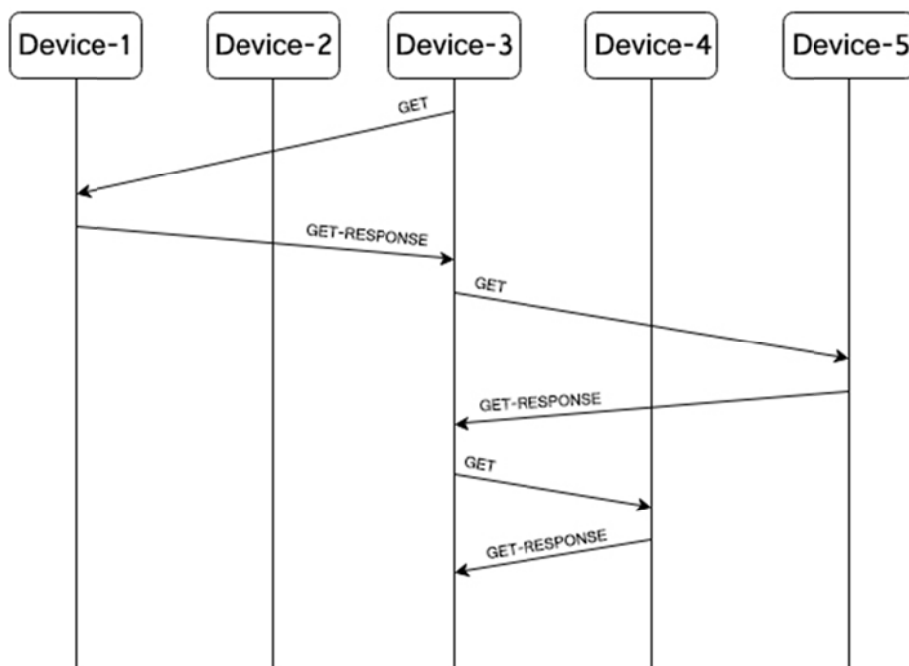 Device-1
Device-2
Device-3
Device-4
Device-5
GET
GET-RESPONSE
GET
GET-RESPONSE
GET
GET-RESPONSE